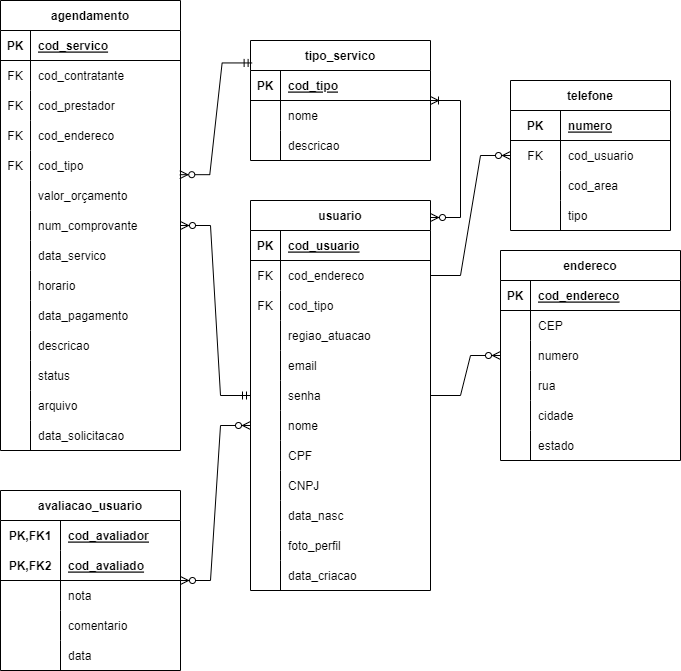 agendamento
PK cod_servico
FK cod_contratante
FK cod_prestador
FK cod_endereco
FK cod_tipo
valor_orçamento
num_comprovante
data_servico
horario
data_pagamento
descricao
status
arquivo
data_solicitacao
tipo_servico
PK cod_tipo
nome
descricao
telefone
PK numero
FK cod_usuario
cod_area
tipo
usuario
PK cod_usuario
FK cod_endereco
FK cod_tipo
regiao_atuacao
email
senha
nome
CPF
CNPJ
data_nasc
foto_perfil
data_criacao
endereco
PK cod_endereco
CEP
numero
rua
cidade
estado
avaliacao_usuario
PK,FK1 cod_avaliador
PK,FK2 cod_avaliado
nota
comentario
data